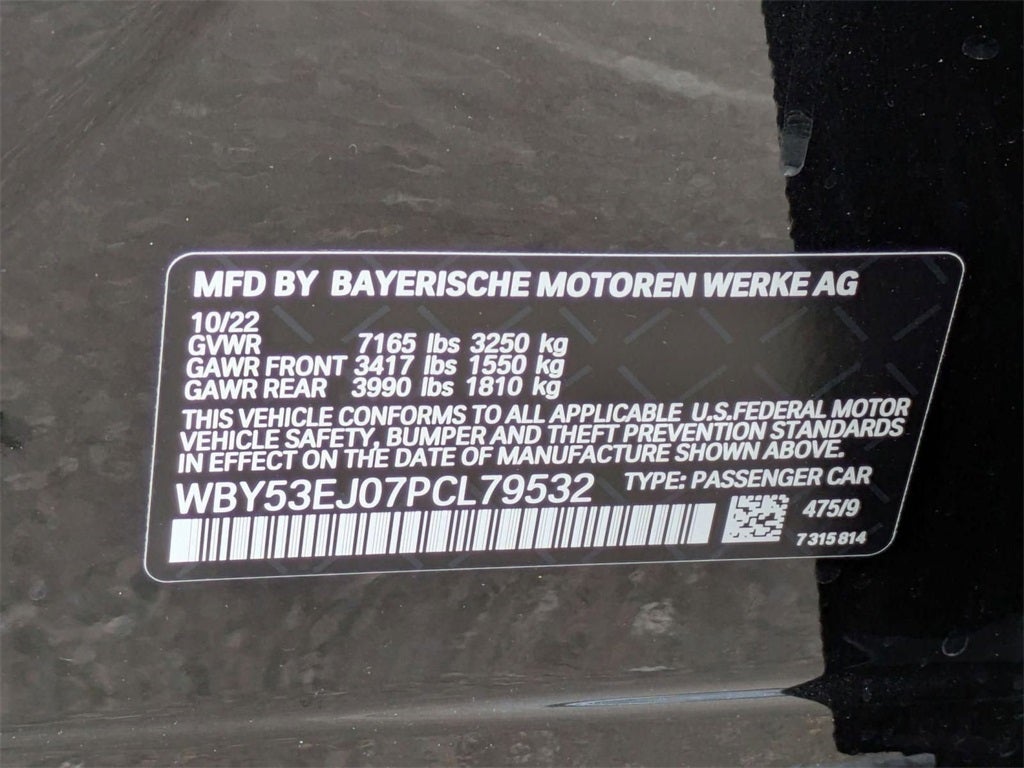 MFD BY BAYERISCHE MOTOREN WERKE AG
10/22
GVWR 7165 lbs 3250 kg
GAWR FRONT 3417 lbs 1550 kg
GAWR REAR 3990 lbs 1810 kg
THIS VEHICLE CONFORMS TO ALL APPLICABLE U.S.FEDERAL MOTOR
VEHICLE SAFETY, BUMPER AND THEFT PREVENTION STANDARDS
IN EFFECT ON THE DATE OF MANUFACTURE SHOWN ABOVE.
WBY53EJ07PCL79532 TYPE: PASSENGER CAR
475/9
7 315 814